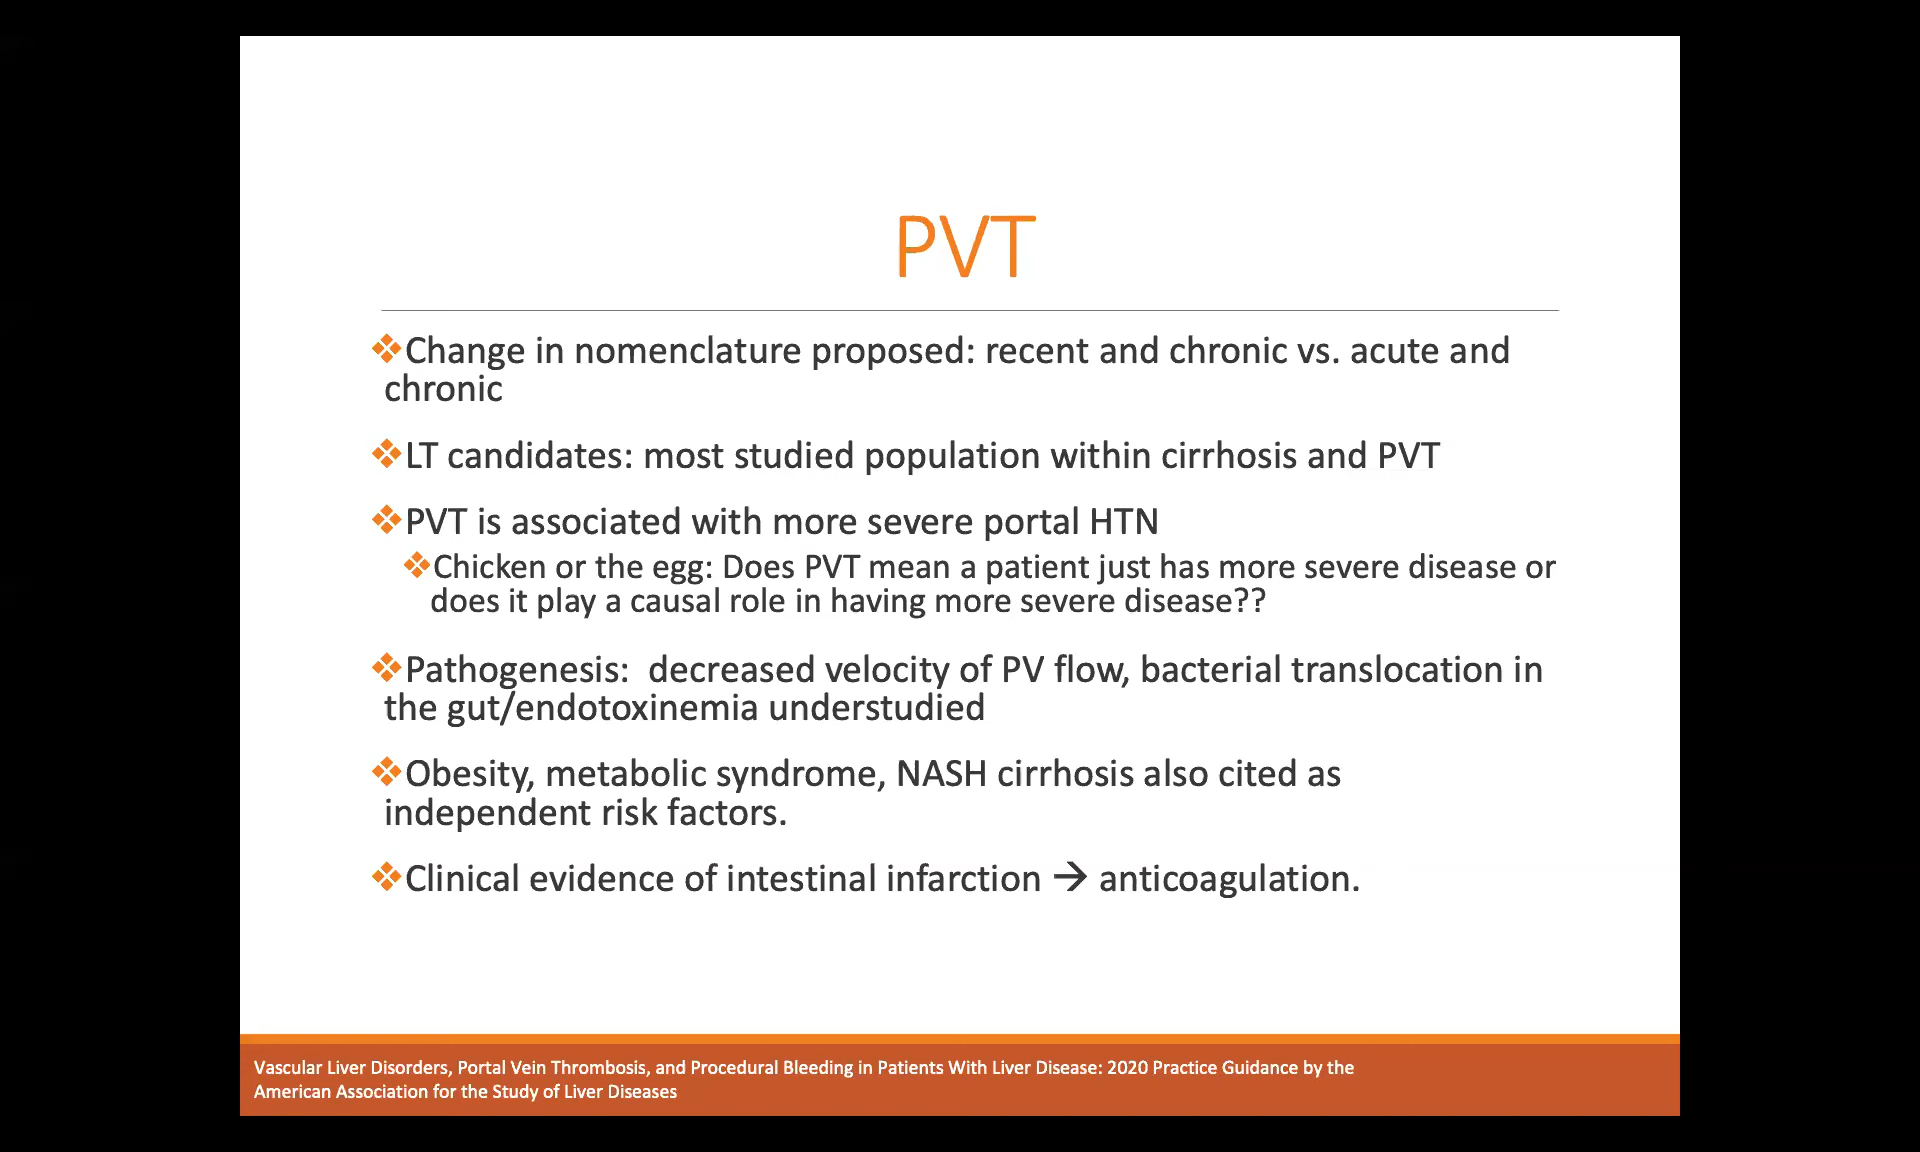 PVT
❖Change in nomenclature proposed: recent and chronic vs. acute and
chronic
❖LT candidates: most studied population within cirrhosis and PVT
❖PVT is associated with more severe portal HTN
❖Chicken or the egg: Does PVT mean a patient just has more severe disease or
does it play a causal role in having more severe disease??
❖Pathogenesis:  decreased velocity of PV flow, bacterial translocation in
the gut/endotoxinemia understudied
❖Obesity, metabolic syndrome, NASH cirrhosis also cited as
independent risk factors.
❖Clinical evidence of intestinal infarction → anticoagulation.
Vascular Liver Disorders, Portal Vein Thrombosis, and Procedural Bleeding in Patients With Liver Disease: 2020 Practice Guidance by the
American Association for the Study of Liver Diseases